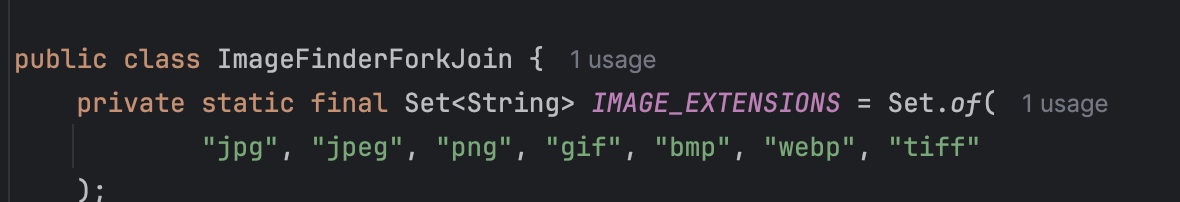 public class ImageFinderForkJoin { 1 usage
private static final Set<String> IMAGE_EXTENSIONS = Set.of( 1 usage
"jpg", "jpeg", "png", "gif", "bmp", "webp", "tiff"
);